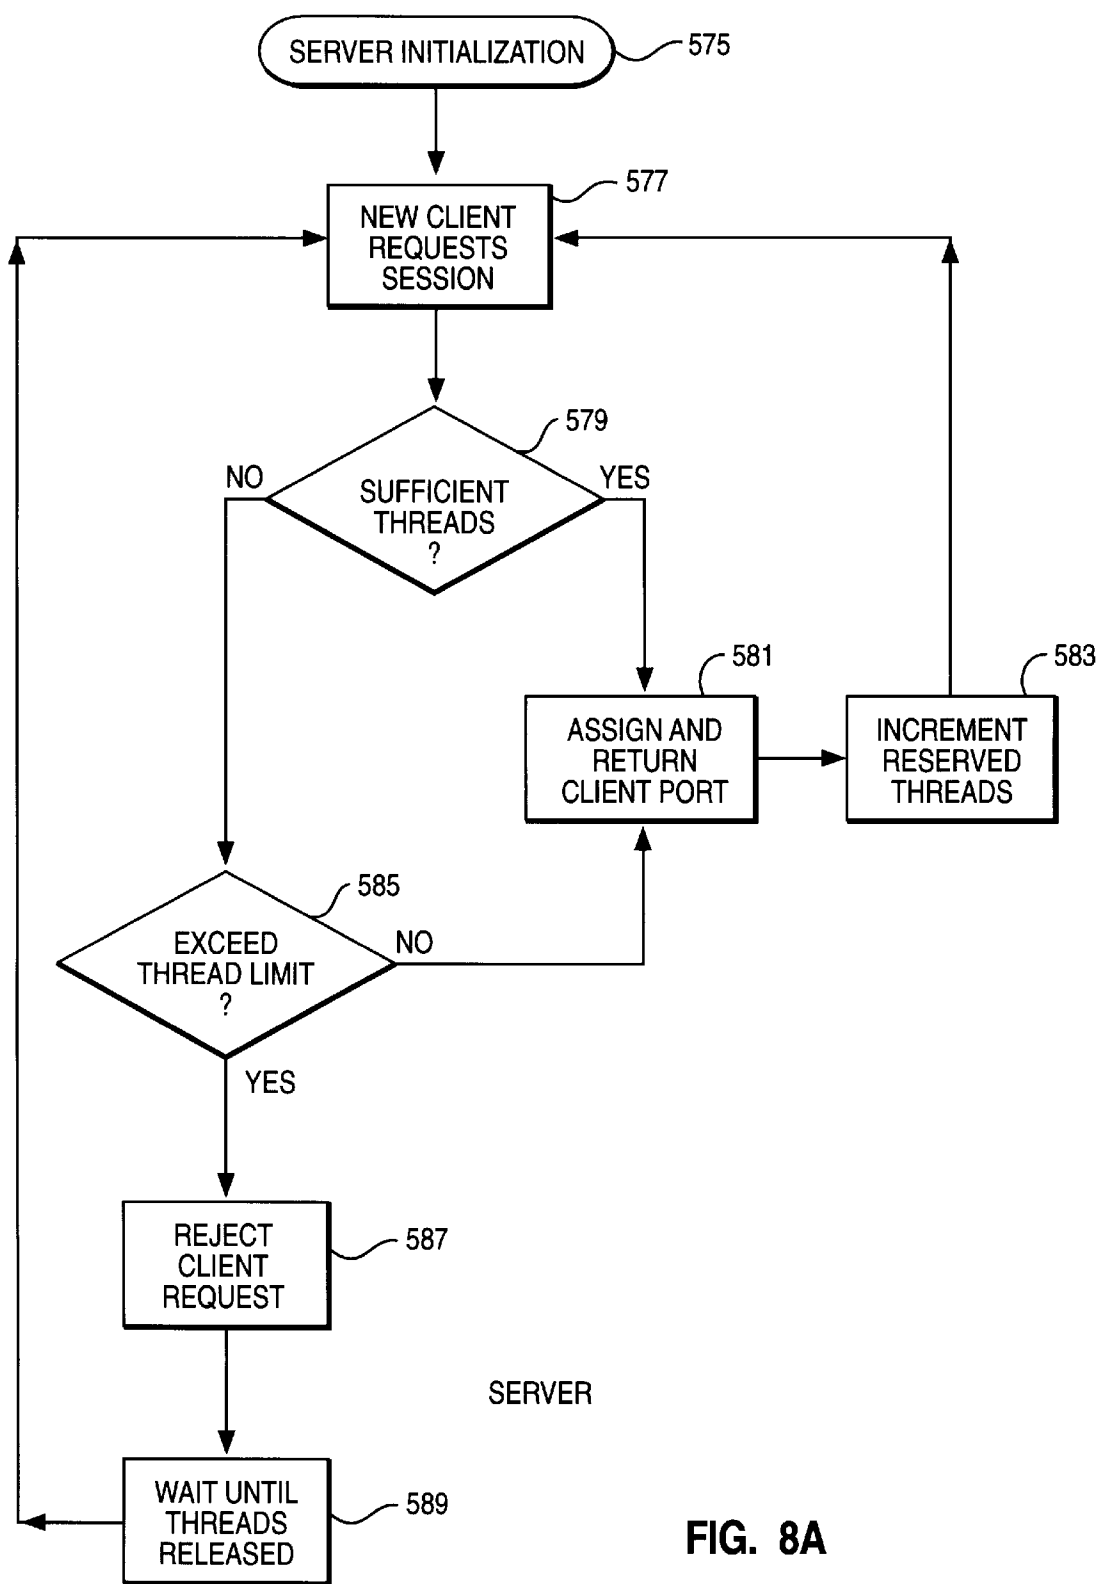 SERVER INITIALIZATION
575
577
NEW CLIENT
REQUESTS
SESSION
579
NO
YES
SUFFICIENT
THREADS
?
581
583
ASSIGN AND
RETURN
CLIENT PORT
INCREMENT
RESERVED
THREADS
585
EXCEED
THREAD LIMIT
?
NO
YES
REJECT
CLIENT
REQUEST
587
SERVER
WAIT UNTIL
THREADS
RELEASED
589
FIG. 8A